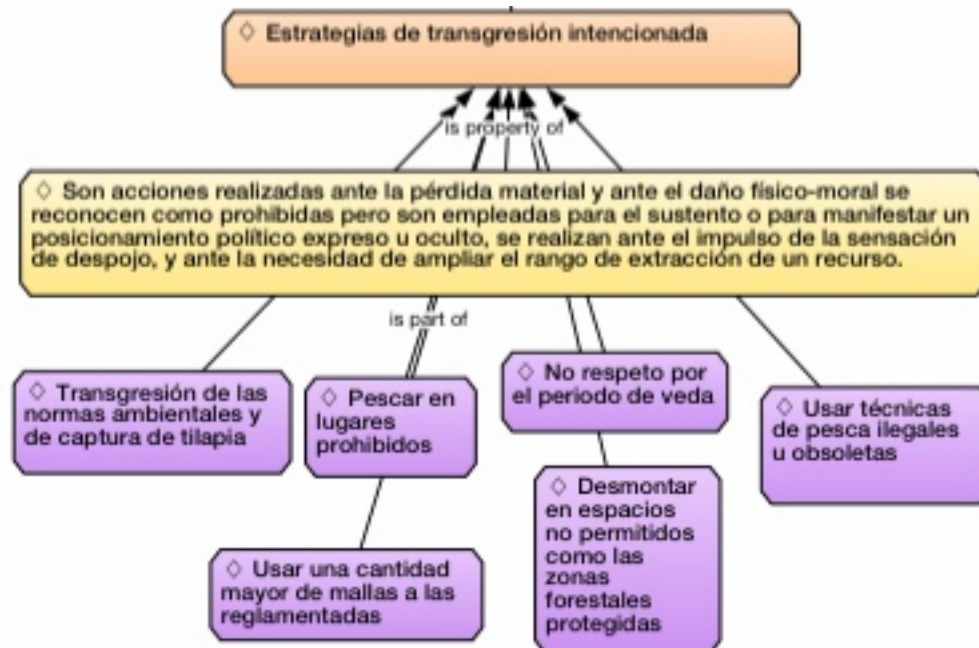 ◇ Estrategias de transgresión intencionada
is property of
◇ Son acciones realizadas ante la pérdida material y ante el daño físico-moral se
reconocen como prohibidas pero son empleadas para el sustento o para manifestar un
posicionamiento político expreso u oculto, se realizan ante el impulso de la sensación
de despojo, y ante la necesidad de ampliar el rango de extracción de un recurso.
is part of
◇ Transgresión de las
normas ambientales y
de captura de tilapia
◇ Pescar en
lugares
prohibidos
◇ No respeto por
el periodo de veda
◇ Usar técnicas
de pesca ilegales
u obsoletas
◇ Usar una cantidad
mayor de mallas a las
reglamentadas
◇ Desmontar
en espacios
no permitidos
como las
zonas
forestales
protegidas